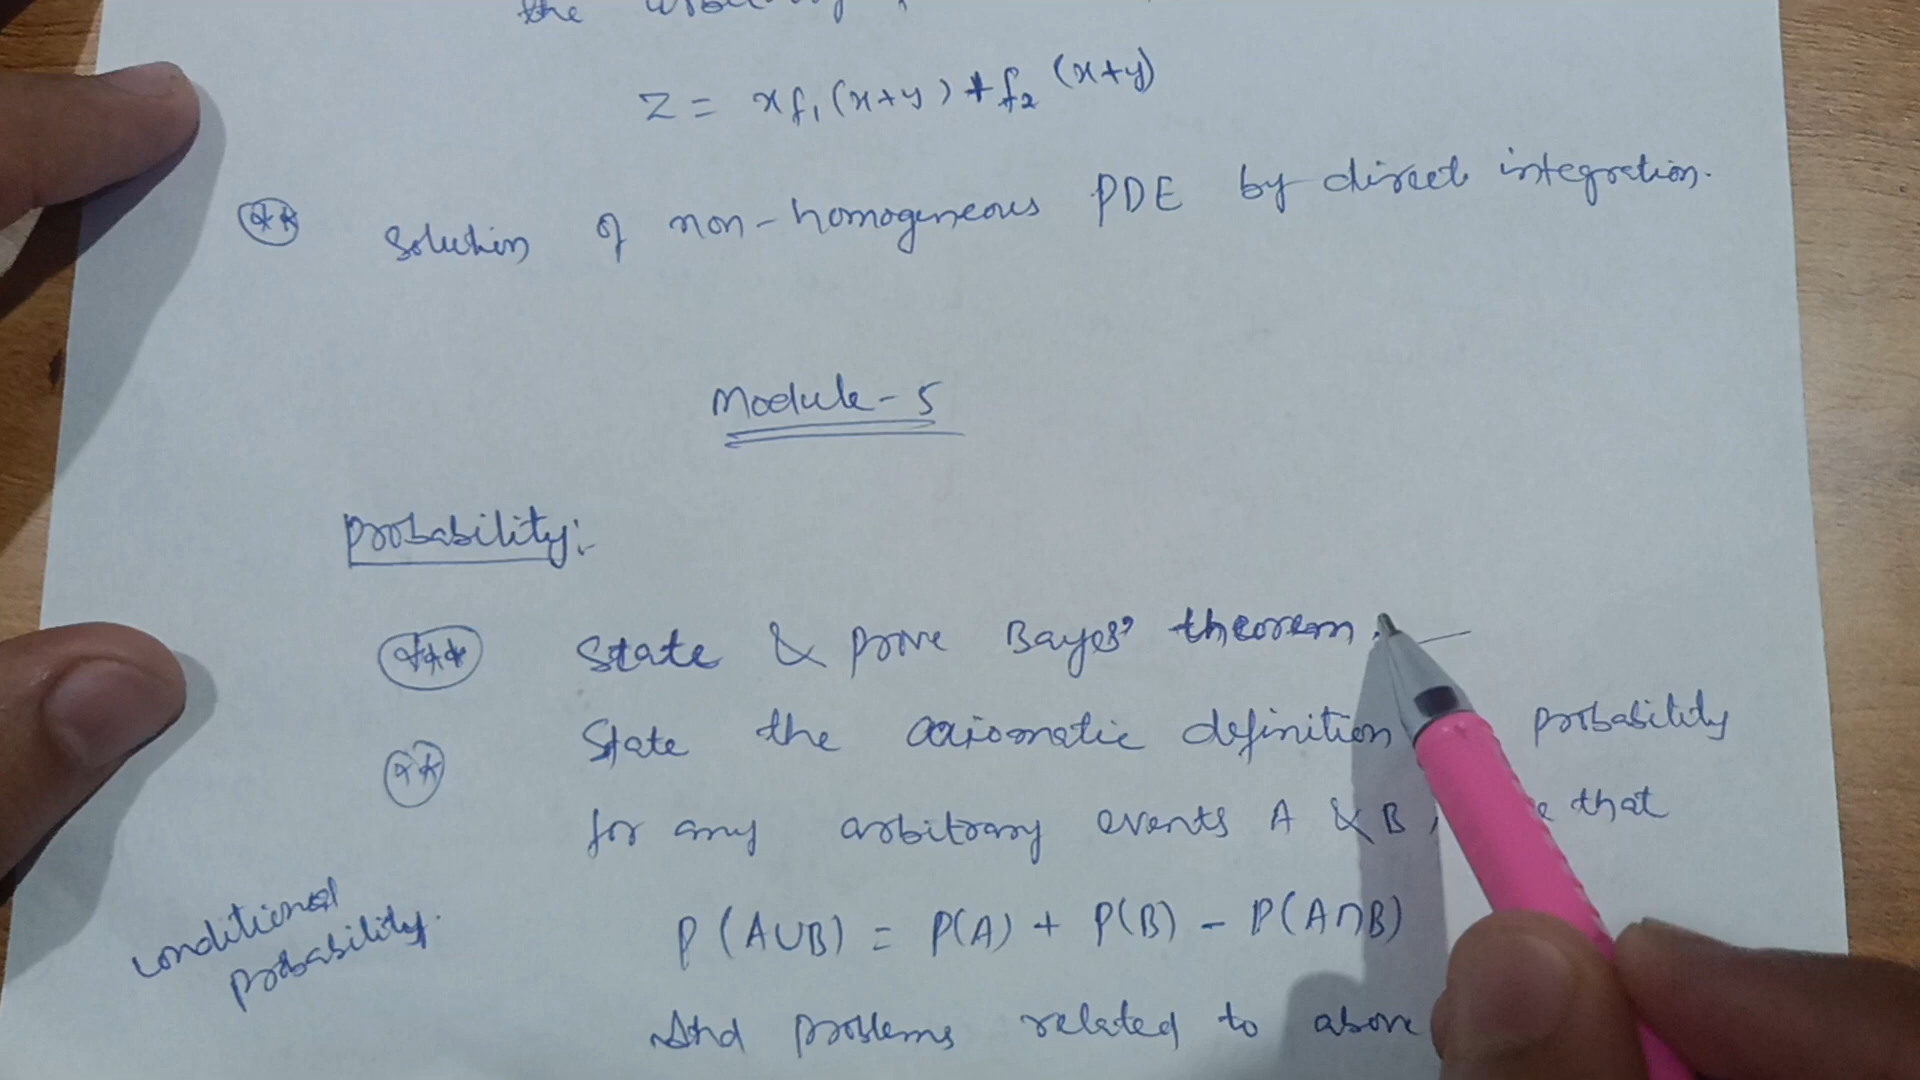 the
z = xf₁(x+y) + f₂(x+y)
** Solution of non-homogeneous PDE by direct integration.
Module-5
Probability:-
*** State & prove Bayes' theorem.
** State the axiomatic definition probability
for any arbitrary events A & B, that
P(A∪B) = P(A) + P(B) - P(A∩B)
conditional
probability.
And problems related to above